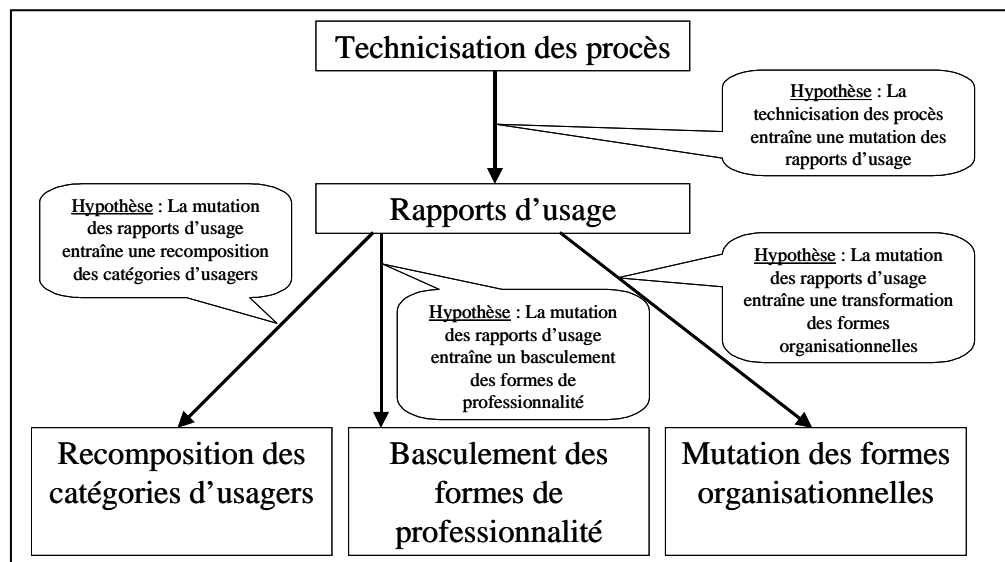 Technicisation des procès
Hypothèse : La
technicisation des procès
entraîne une mutation des
rapports d’usage
Rapports d’usage
Hypothèse : La mutation
des rapports d’usage
entraîne une recomposition
des catégories d’usagers
Hypothèse : La mutation
des rapports d’usage
entraîne un basculement
des formes de
professionnalité
Hypothèse : La mutation
des rapports d’usage
entraîne une transformation
des formes
organisationnelles
Recomposition des
catégories d’usagers
Basculement des
formes de
professionnalité
Mutation des formes
organisationnelles